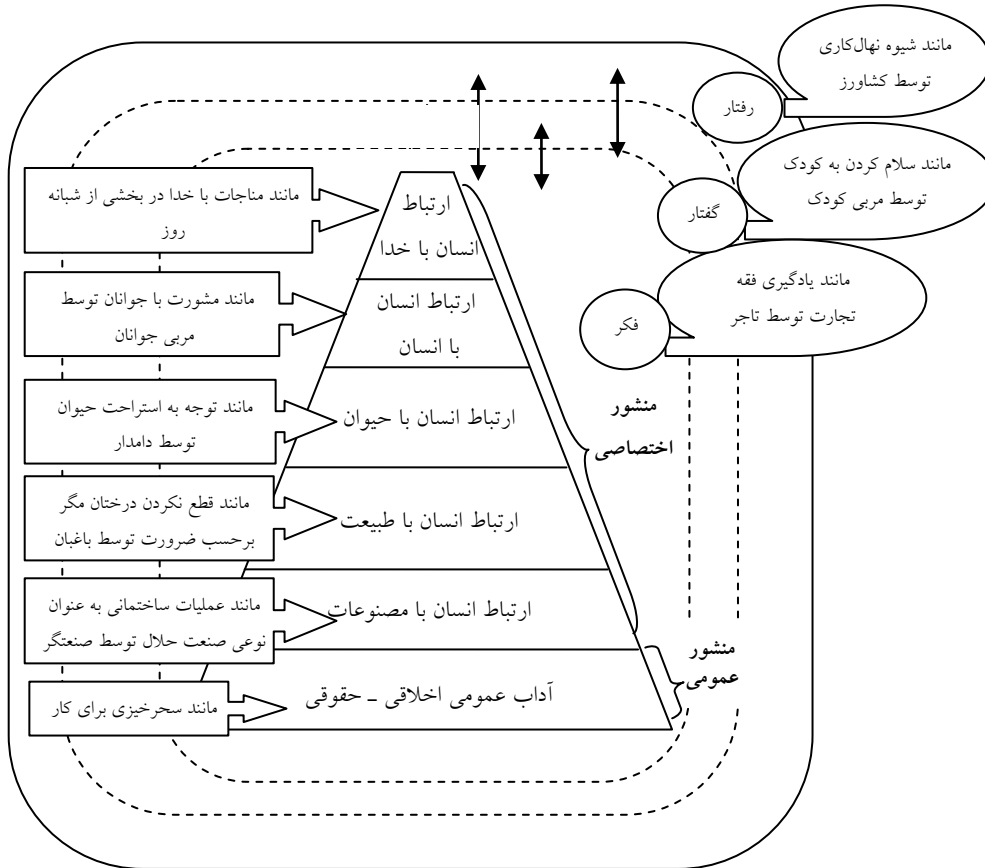 مانند شیوه نهال‌کاری
توسط کشاورز
رفتار
مانند سلام کردن به کودک
توسط مربی کودک
گفتار
مانند یادگیری فقه
تجارت توسط تاجر
فکر
مانند مناجات با خدا در بخشی از شبانه
روز
ارتباط
انسان با خدا
مانند مشورت با جوانان توسط
مربی جوانان
ارتباط انسان
با انسان
مانند توجه به استراحت حیوان
توسط دامدار
ارتباط انسان با حیوان
منشور
اختصاصی
مانند قطع نکردن درختان مگر
برحسب ضرورت توسط باغبان
ارتباط انسان با طبیعت
مانند عملیات ساختمانی به عنوان
نوعی صنعت حلال توسط صنعتگر
ارتباط انسان با مصنوعات
منشور
عمومی
مانند سحرخیزی برای کار
آداب عمومی اخلاقی – حقوقی